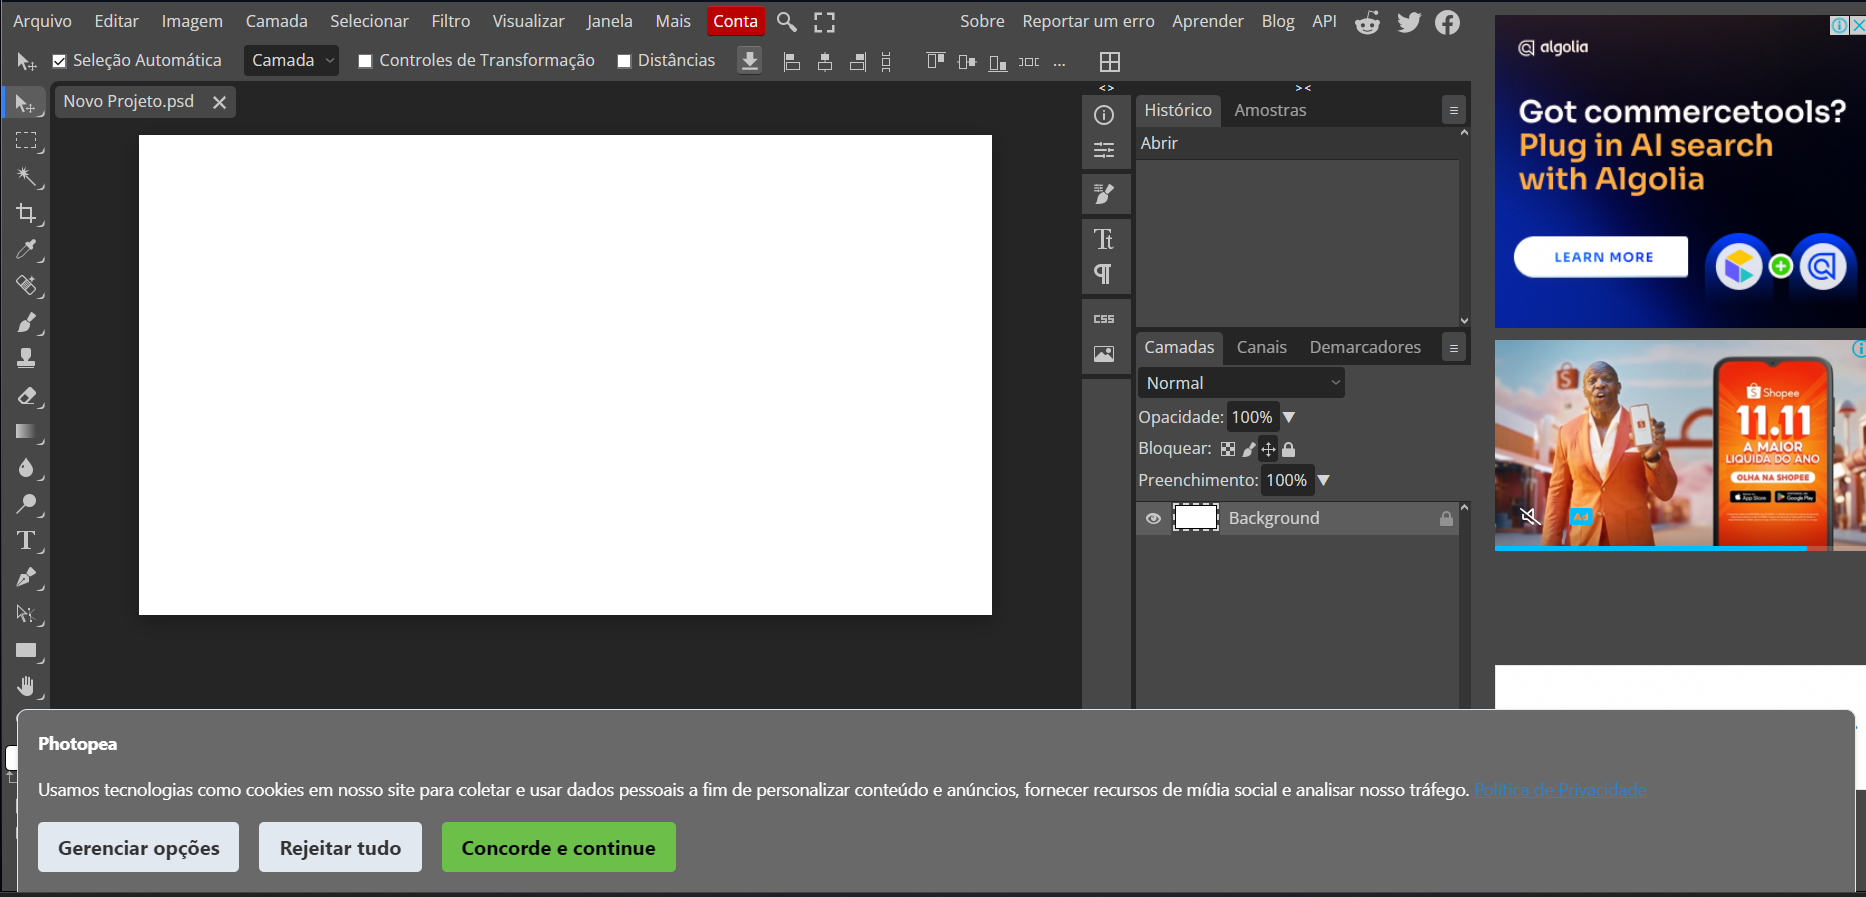 Arquivo Editar Imagem Camada Selecionar Filtro Visualizar Janela Mais Conta Sobre Reportar um erro Aprender Blog API
Seleção Automática Camada Controles de Transformação Distâncias ...
Novo Projeto.psd
Histórico Amostras
Abrir
Tt
CSS
Camadas Canais Demarcadores
Normal
Opacidade: 100%
Bloquear:
Preenchimento: 100%
Background
T
algolia
Got commercetools?
Plug in AI search
with Algolia
LEARN MORE
Shopee
11.11
A MAIOR
LIQUIDA DO ANO
OLHA NA SHOPEE
App Store Google Play
Ad
Photopea
Usamos tecnologias como cookies em nosso site para coletar e usar dados pessoais a fim de personalizar conteúdo e anúncios, fornecer recursos de mídia social e analisar nosso tráfego. Política de Privacidade
Gerenciar opções Rejeitar tudo Concorde e continue